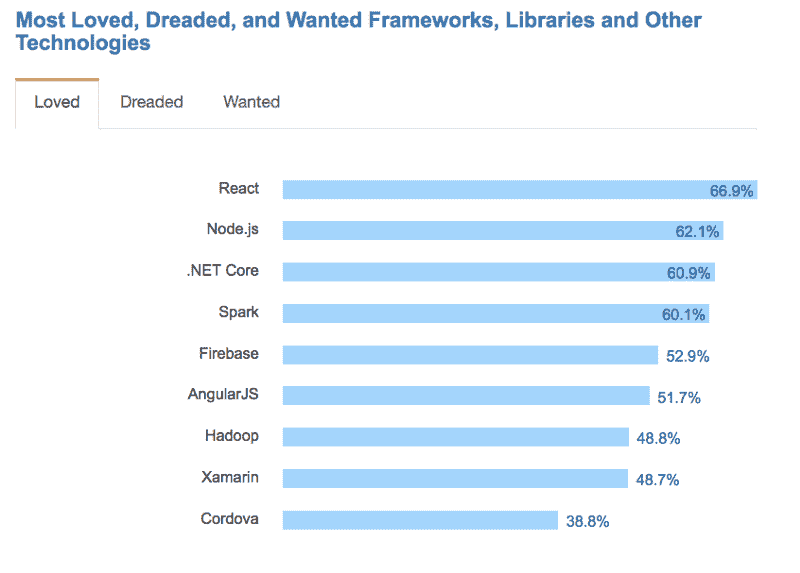 Most Loved, Dreaded, and Wanted Frameworks, Libraries and Other
Technologies
Loved Dreaded Wanted
React 66.9%
Node.js 62.1%
.NET Core 60.9%
Spark 60.1%
Firebase 52.9%
AngularJS 51.7%
Hadoop 48.8%
Xamarin 48.7%
Cordova 38.8%